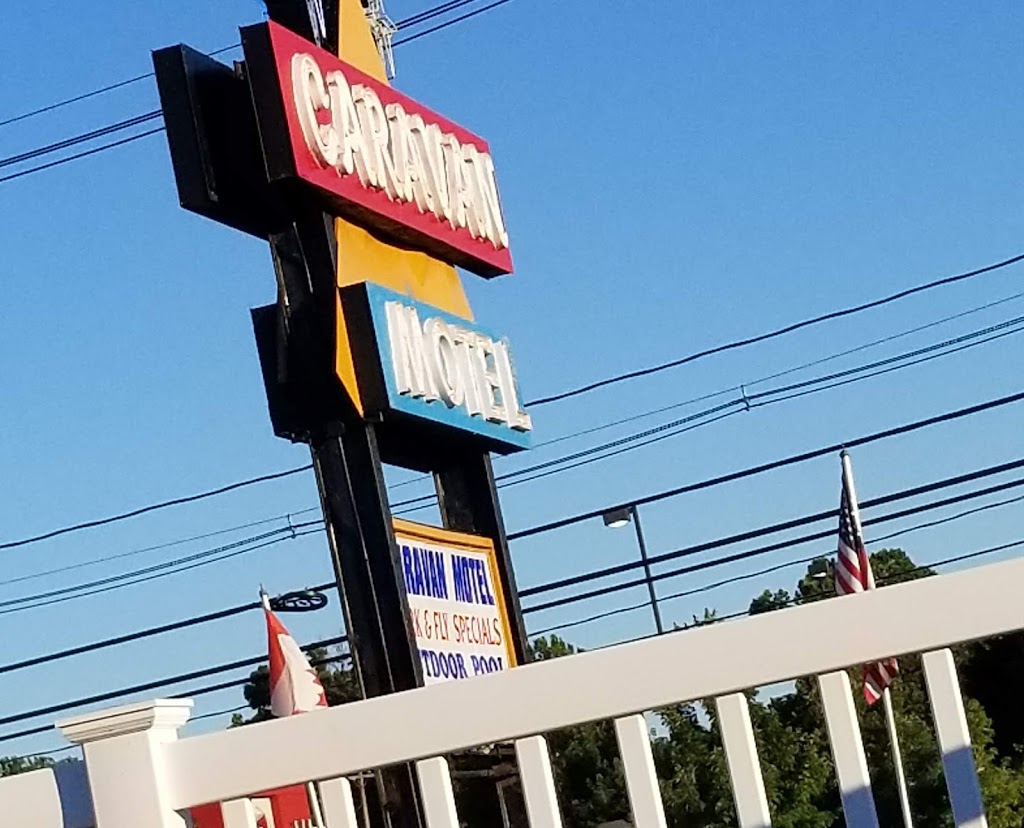 CARAVAN
MOTEL
RAVAN MOTEL
K & FLY SPECIALS
TDOOR POOL